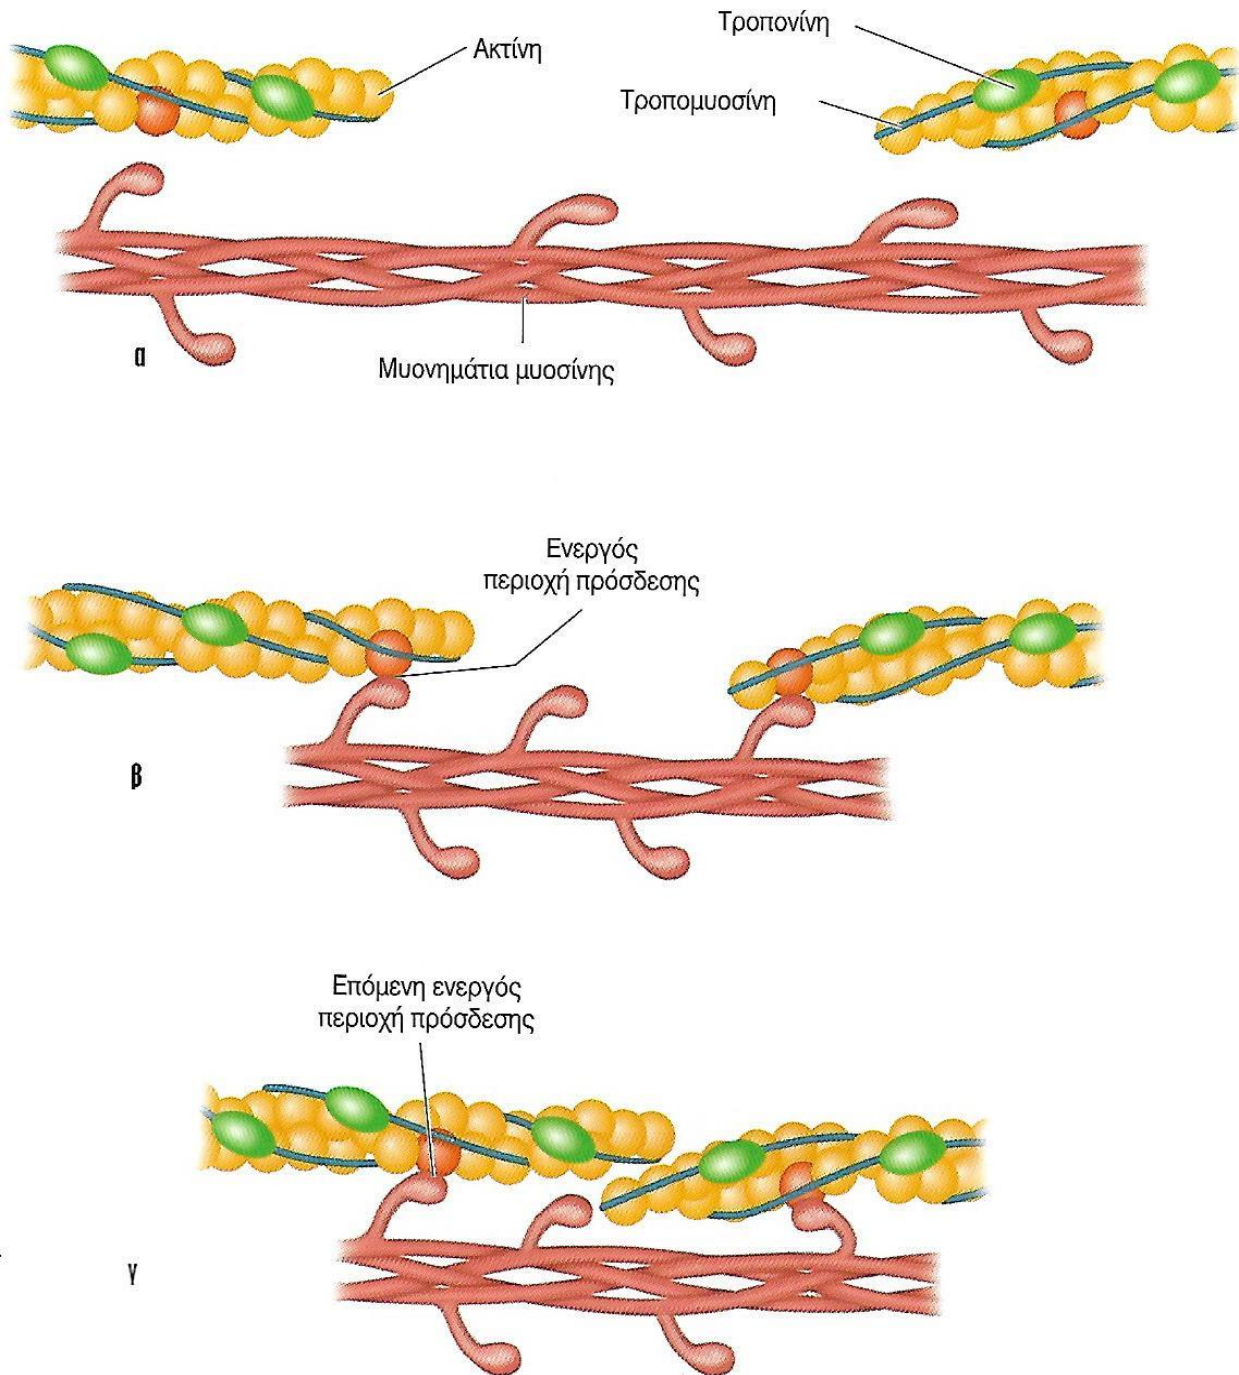 Τροπονίνη
Ακτίνη
Τροπομυοσίνη
α
Μυονημάτια μυοσίνης
Ενεργός
περιοχή πρόσδεσης
β
Επόμενη ενεργός
περιοχή πρόσδεσης
γ